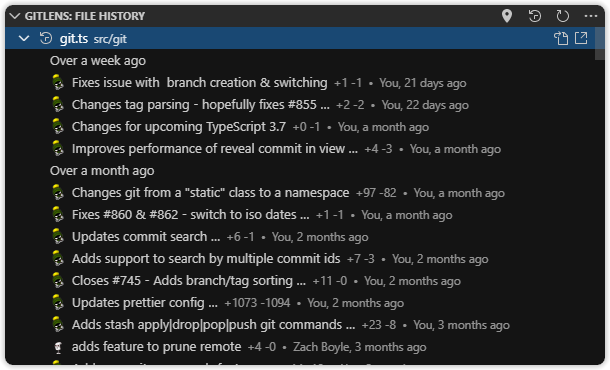 GITLENS: FILE HISTORY
git.ts src/git
Over a week ago
Fixes issue with  branch creation & switching +1 -1 • You, 21 days ago
Changes tag parsing - hopefully fixes #855 ... +2 -2 • You, 22 days ago
Changes for upcoming TypeScript 3.7 +0 -1 • You, a month ago
Improves performance of reveal commit in view ... +4 -3 • You, a month ago
Over a month ago
Changes git from a "static" class to a namespace +97 -82 • You, a month ago
Fixes #860 & #862 - switch to iso dates ... +1 -1 • You, a month ago
Updates commit search ... +6 -1 • You, 2 months ago
Adds support to search by multiple commit ids +7 -3 • You, 2 months ago
Closes #745 - Adds branch/tag sorting ... +11 -0 • You, 2 months ago
Updates prettier config ... +1073 -1094 • You, 2 months ago
Adds stash apply|drop|pop|push git commands ... +23 -8 • You, 3 months ago
adds feature to prune remote +4 -0 • Zach Boyle, 3 months ago